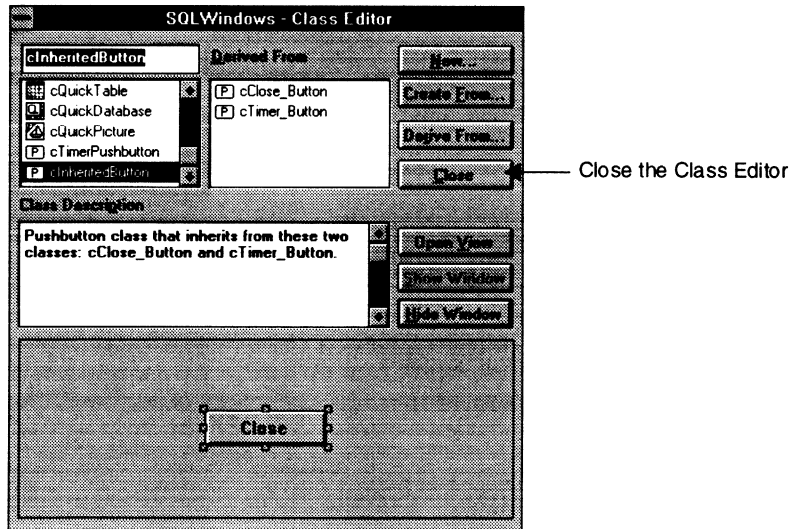 SQLWindows - Class Editor
cInheritedButton
Derived From
New...
cQuickTable
cQuickDatabase
cQuickPicture
cTimerPushbutton
cInheritedButton
cClose_Button
cTimer_Button
Create From...
Derive From...
Close
Close the Class Editor
Class Description
Pushbutton class that inherits from these two
classes: cClose_Button and cTimer_Button.
Open View
Show Window
Hide Window
Close